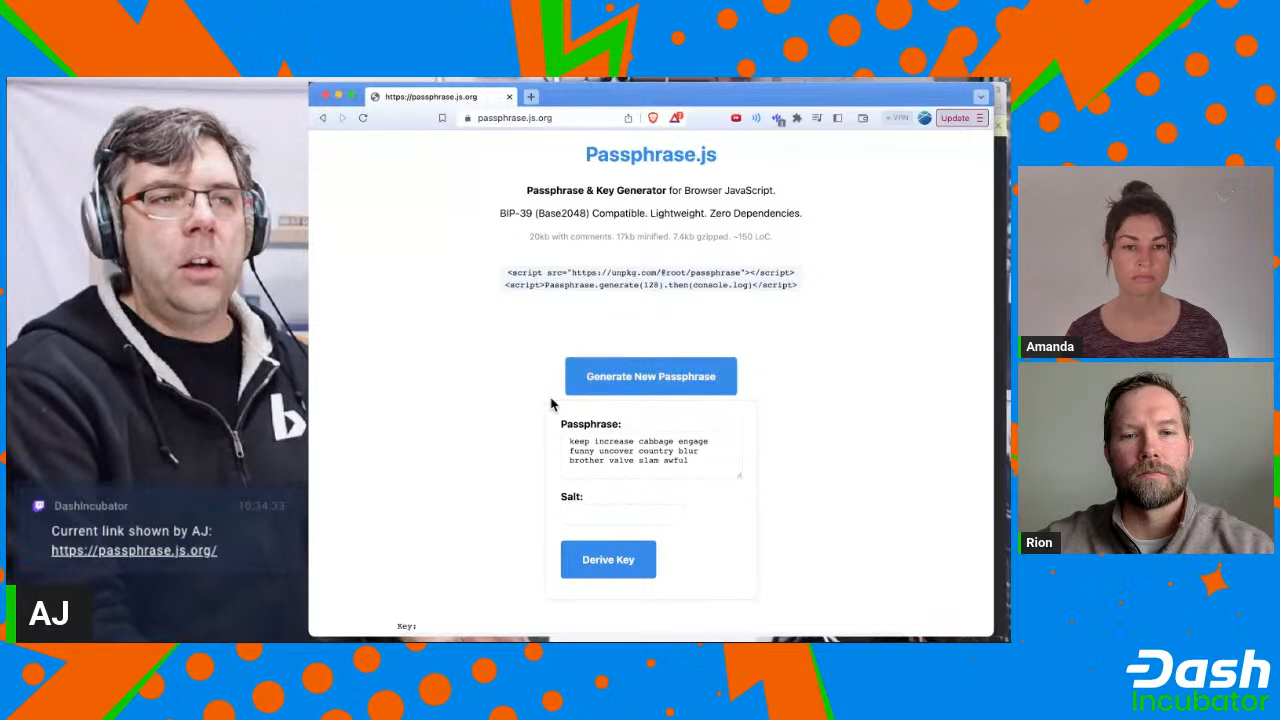 https://passphrase.js.org
passphrase.js.org
VPN
Update
Passphrase.js
Passphrase & Key Generator for Browser JavaScript.
BIP-39 (Base2048) Compatible. Lightweight. Zero Dependencies.
20kb with comments. 17kb minified. 7.4kb gzipped. ~150 LoC.
<script src="https://unpkg.com/@root/passphrase"></script>
<script>Passphrase.generate(128).then(console.log)</script>
Generate New Passphrase
Passphrase:
keep increase cabbage engage
funny uncover country blur
brother valve slam awful
Salt:
Derive Key
Key:
DashIncubator 10:34:33
Current link shown by AJ:
https://passphrase.js.org/
AJ
Amanda
Rion
Dash
Incubator